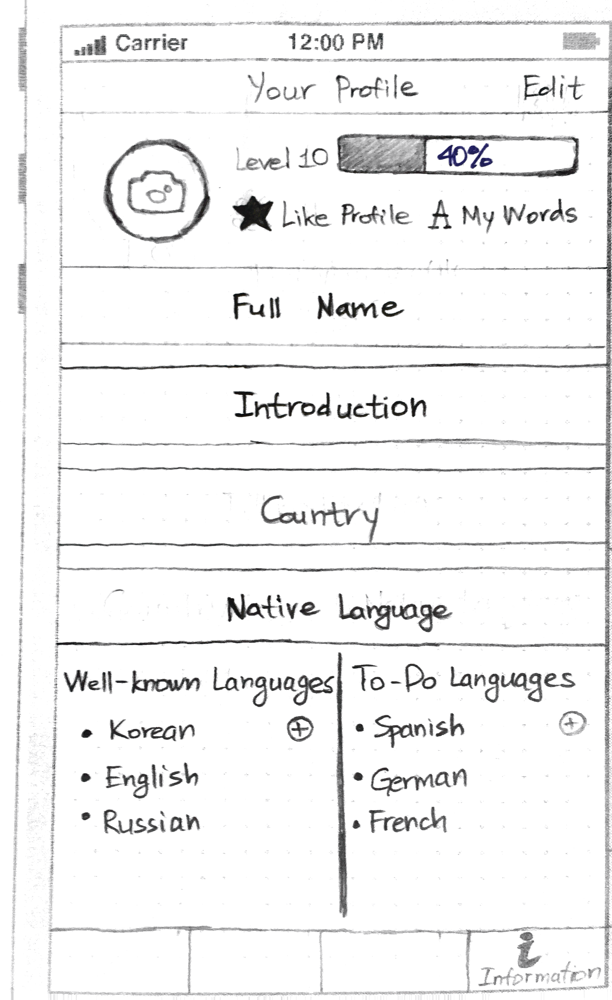 Carrier 12:00 PM
Your Profile Edit
Level 10 40%
Like Profile A My Words
Full Name
Introduction
Country
Native Language
Well-known Languages
• Korean
• English
• Russian
To-Do Languages
• Spanish
• German
• French
i
Information